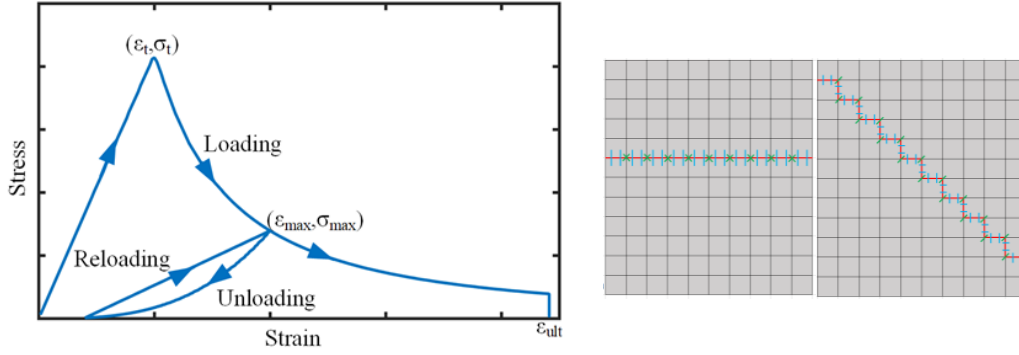 (εt,σt)
Loading
(εmax,σmax)
Reloading
Unloading
εult
Stress
Strain